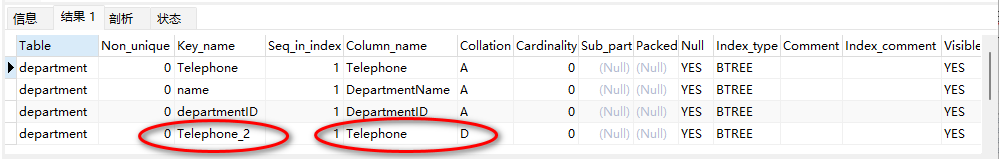 信息 结果 1 剖析 状态
Table Non_unique Key_name Seq_in_index Column_name Collation Cardinality Sub_part Packed Null Index_type Comment Index_comment Visible
department 0 Telephone 1 Telephone A 0 (Null) (Null) YES BTREE YES
department 0 name 1 DepartmentName A 0 (Null) (Null) YES BTREE YES
department 0 departmentID 1 DepartmentID A 0 (Null) (Null) YES BTREE YES
department 0 Telephone_2 1 Telephone D 0 (Null) (Null) YES BTREE YES